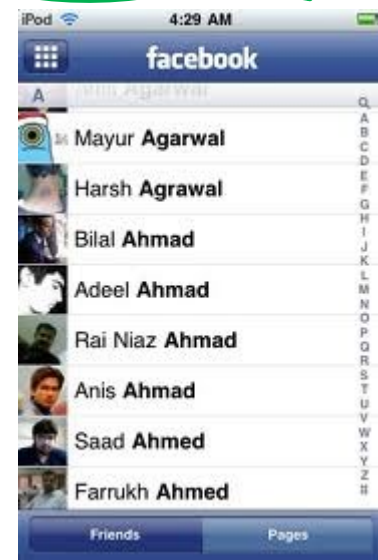 iPod 4:29 AM
facebook
A
Agarwal
Mayur Agarwal
Harsh Agrawal
Bilal Ahmad
Adeel Ahmad
Rai Niaz Ahmad
Anis Ahmad
Saad Ahmed
Farrukh Ahmed
A
B
C
D
E
F
G
H
I
J
K
L
M
N
O
P
Q
R
S
T
U
V
W
X
Y
Z
#
Friends Pages